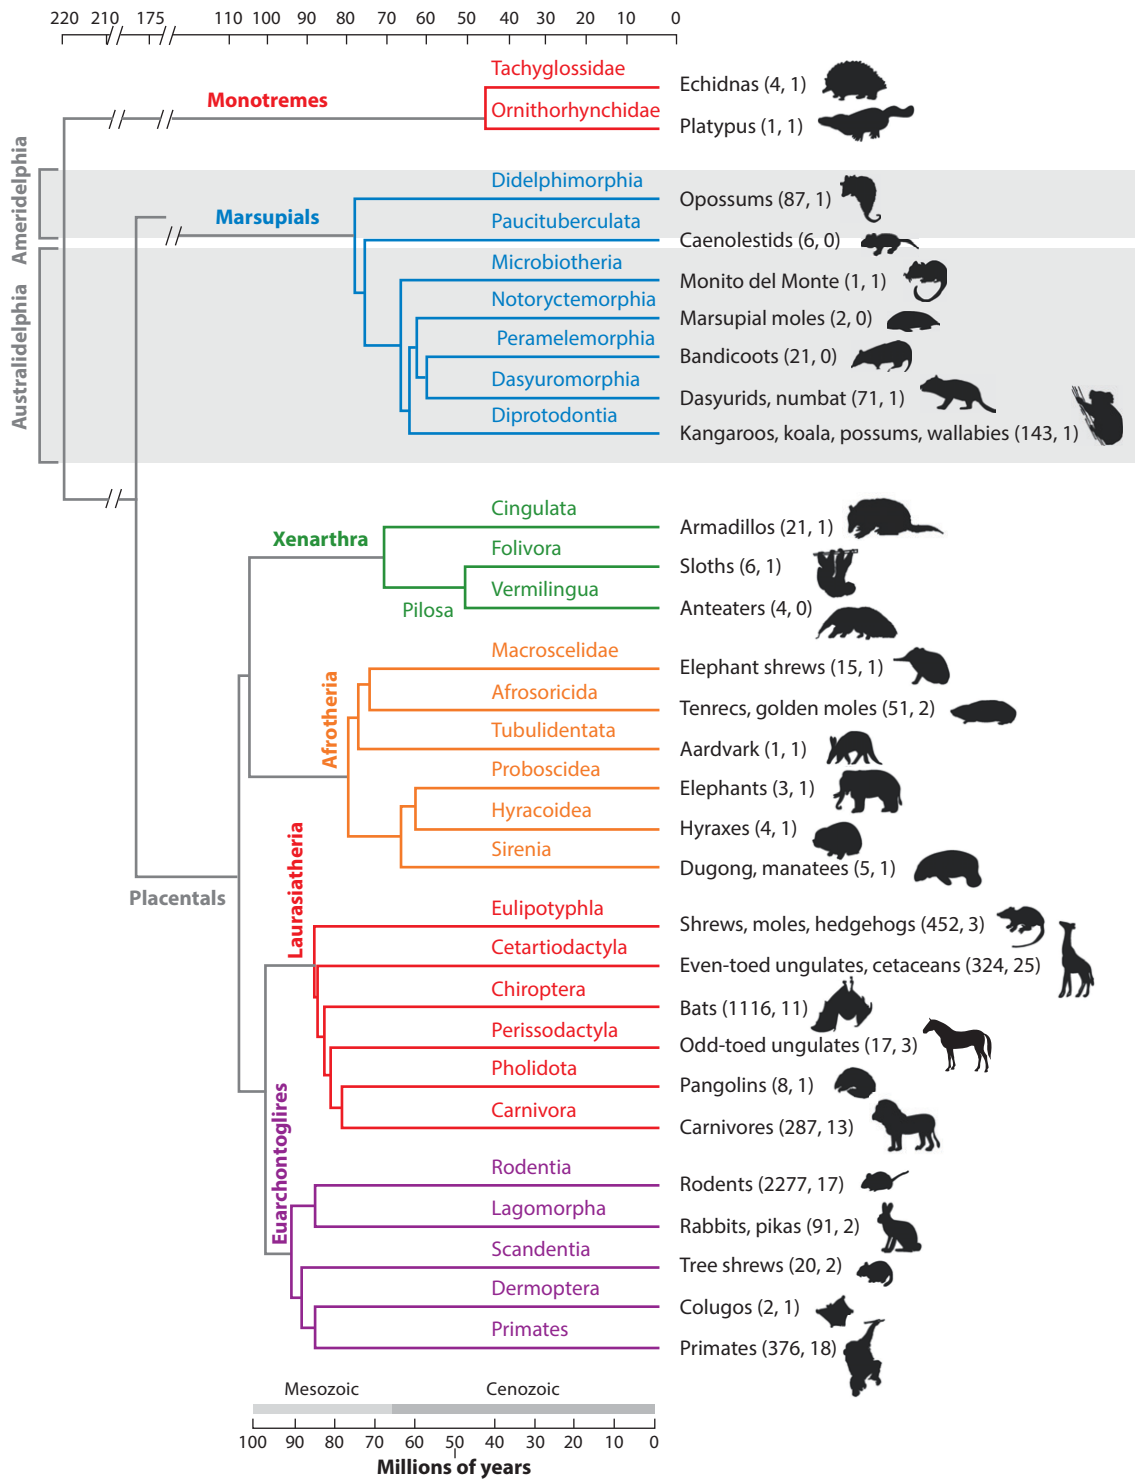 220 210 175 110 100 90 80 70 60 50 40 30 20 10 0
Tachyglossidae
Echidnas (4, 1)
Monotremes
Ornithorhynchidae
Platypus (1, 1)
Ameridelphia
Didelphimorphia
Opossums (87, 1)
Marsupials
Paucituberculata
Caenolestids (6, 0)
Australidelphia
Microbiotheria
Monito del Monte (1, 1)
Notoryctemorphia
Marsupial moles (2, 0)
Peramelemorphia
Bandicoots (21, 0)
Dasyuromorphia
Dasyurids, numbat (71, 1)
Diprotodontia
Kangaroos, koala, possums, wallabies (143, 1)
Cingulata
Armadillos (21, 1)
Xenarthra
Folivora
Sloths (6, 1)
Vermilingua
Pilosa
Anteaters (4, 0)
Macroscelidae
Elephant shrews (15, 1)
Afrotheria
Afrosoricida
Tenrecs, golden moles (51, 2)
Tubulidentata
Aardvark (1, 1)
Proboscidea
Elephants (3, 1)
Hyracoidea
Hyraxes (4, 1)
Sirenia
Dugong, manatees (5, 1)
Placentals
Laurasiatheria
Eulipotyphla
Shrews, moles, hedgehogs (452, 3)
Cetartiodactyla
Even-toed ungulates, cetaceans (324, 25)
Chiroptera
Bats (1116, 11)
Perissodactyla
Odd-toed ungulates (17, 3)
Pholidota
Pangolins (8, 1)
Carnivora
Carnivores (287, 13)
Euarchontoglires
Rodentia
Rodents (2277, 17)
Lagomorpha
Rabbits, pikas (91, 2)
Scandentia
Tree shrews (20, 2)
Dermoptera
Colugos (2, 1)
Primates
Primates (376, 18)
Mesozoic Cenozoic
100 90 80 70 60 50 40 30 20 10 0
Millions of years